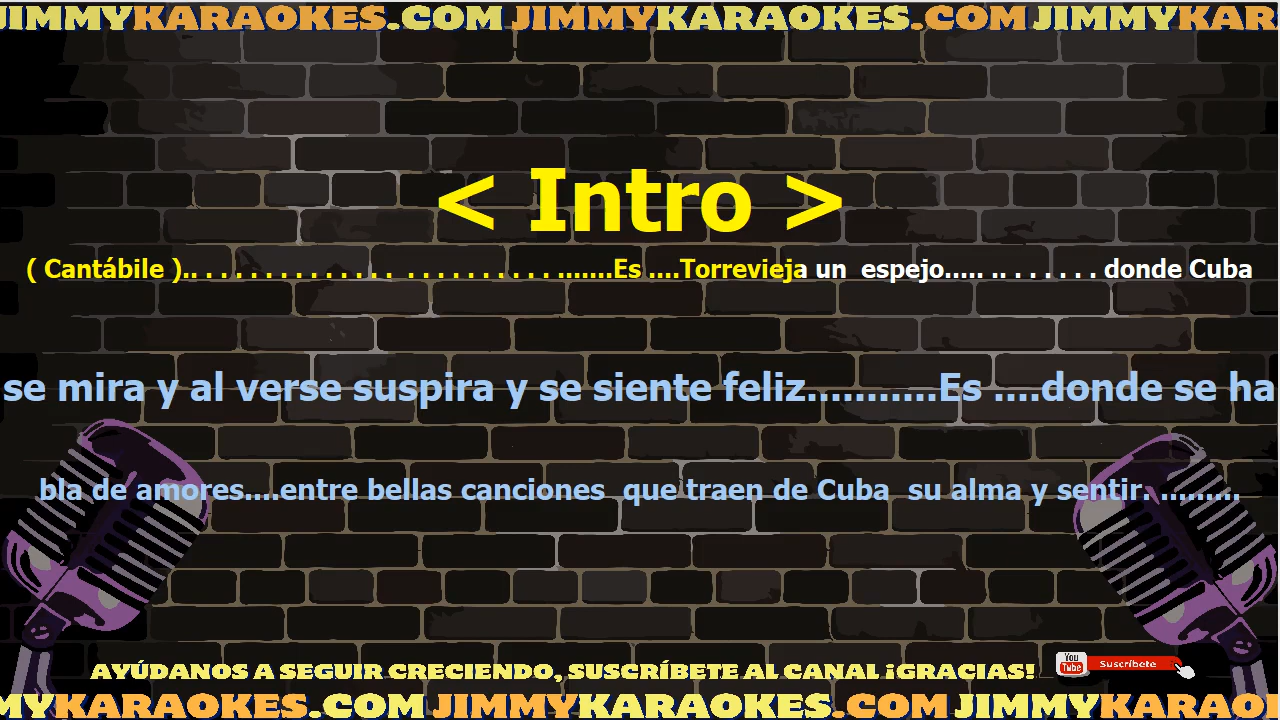 JIMMYKARAOKES.COM JIMMYKARAOKES.COM JIMMYKAR
< Intro >
( Cantábile ).. . . . . . . . . . . . . .  . . . . . . . . . . .......Es ....Torrevieja un  espejo..... .. . . . . . . donde Cuba
se mira y al verse suspira y se siente feliz...........Es ....donde se ha
bla de amores....entre bellas canciones  que traen de Cuba  su alma y sentir. .........
AYÚDANOS A SEGUIR CRECIENDO, SUSCRÍBETE AL CANAL ¡GRACIAS!
You Tube Suscríbete
MYKARAOKES.COM JIMMYKARAOKES.COM JIMMYKARAO